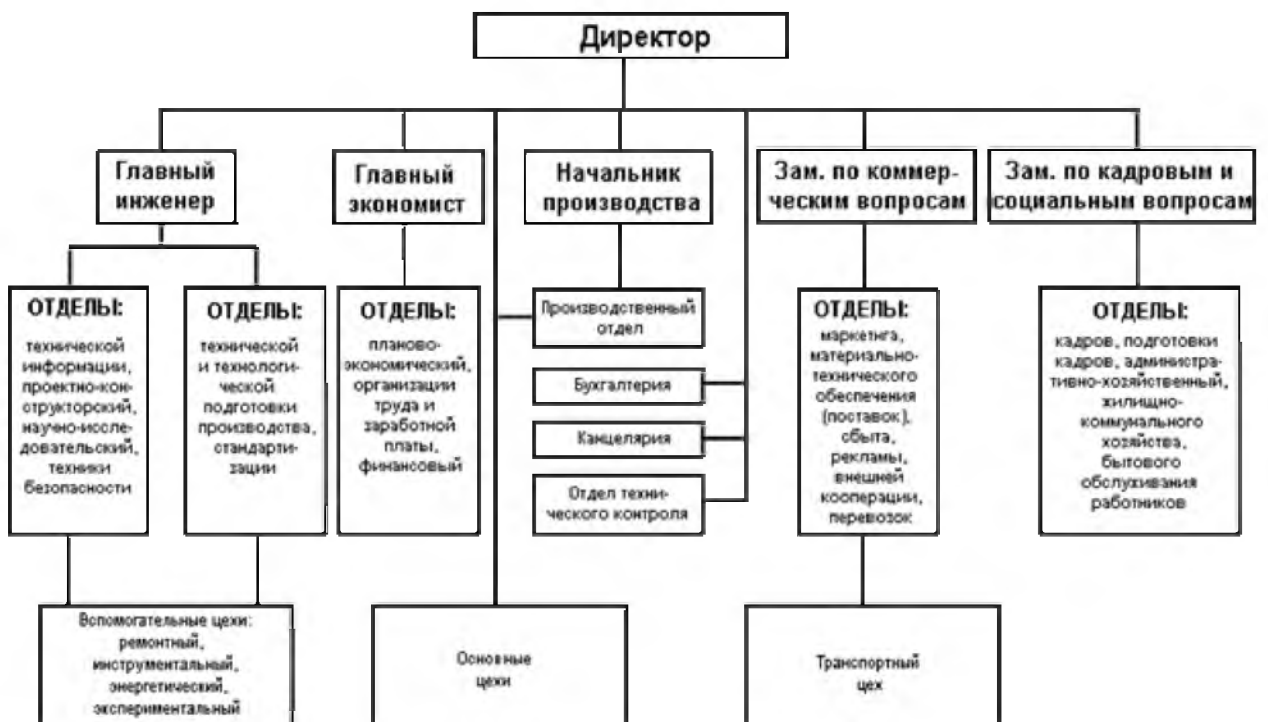 Директор
Главный
инженер
Главный
экономист
Начальник
производства
Зам. по коммер-
ческим вопросам
Зам. по кадровым и
социальным вопросам
ОТДЕЛЫ:
технической
информации,
проектно-кон-
структорский,
научно-иссле-
довательский,
техники
безопасности
ОТДЕЛЫ:
технической
и технологи-
ческой
подготовки
производства,
стандарти-
зации
ОТДЕЛЫ:
планово-
экономический,
организации
труда и
заработной
платы,
финансовый
Производственный
отдел
Бухгалтерия
Канцелярия
Отдел техни-
ческого контроля
ОТДЕЛЫ:
маркетнга,
материально-
технического
обеспечения
(поставок),
сбыта,
рекламы,
внешней
кооперации,
перевозок
ОТДЕЛЫ:
кадров, подготовки
кадров, администра-
тивно-хозяйственный,
жилищно-
коммунального
хозяйства,
бытового
обслуживания
работников
Вспомогательные цехи:
ремонтный,
инструментальный,
энергетический,
экспериментальный
Основные
цехи
Транспортный
цех